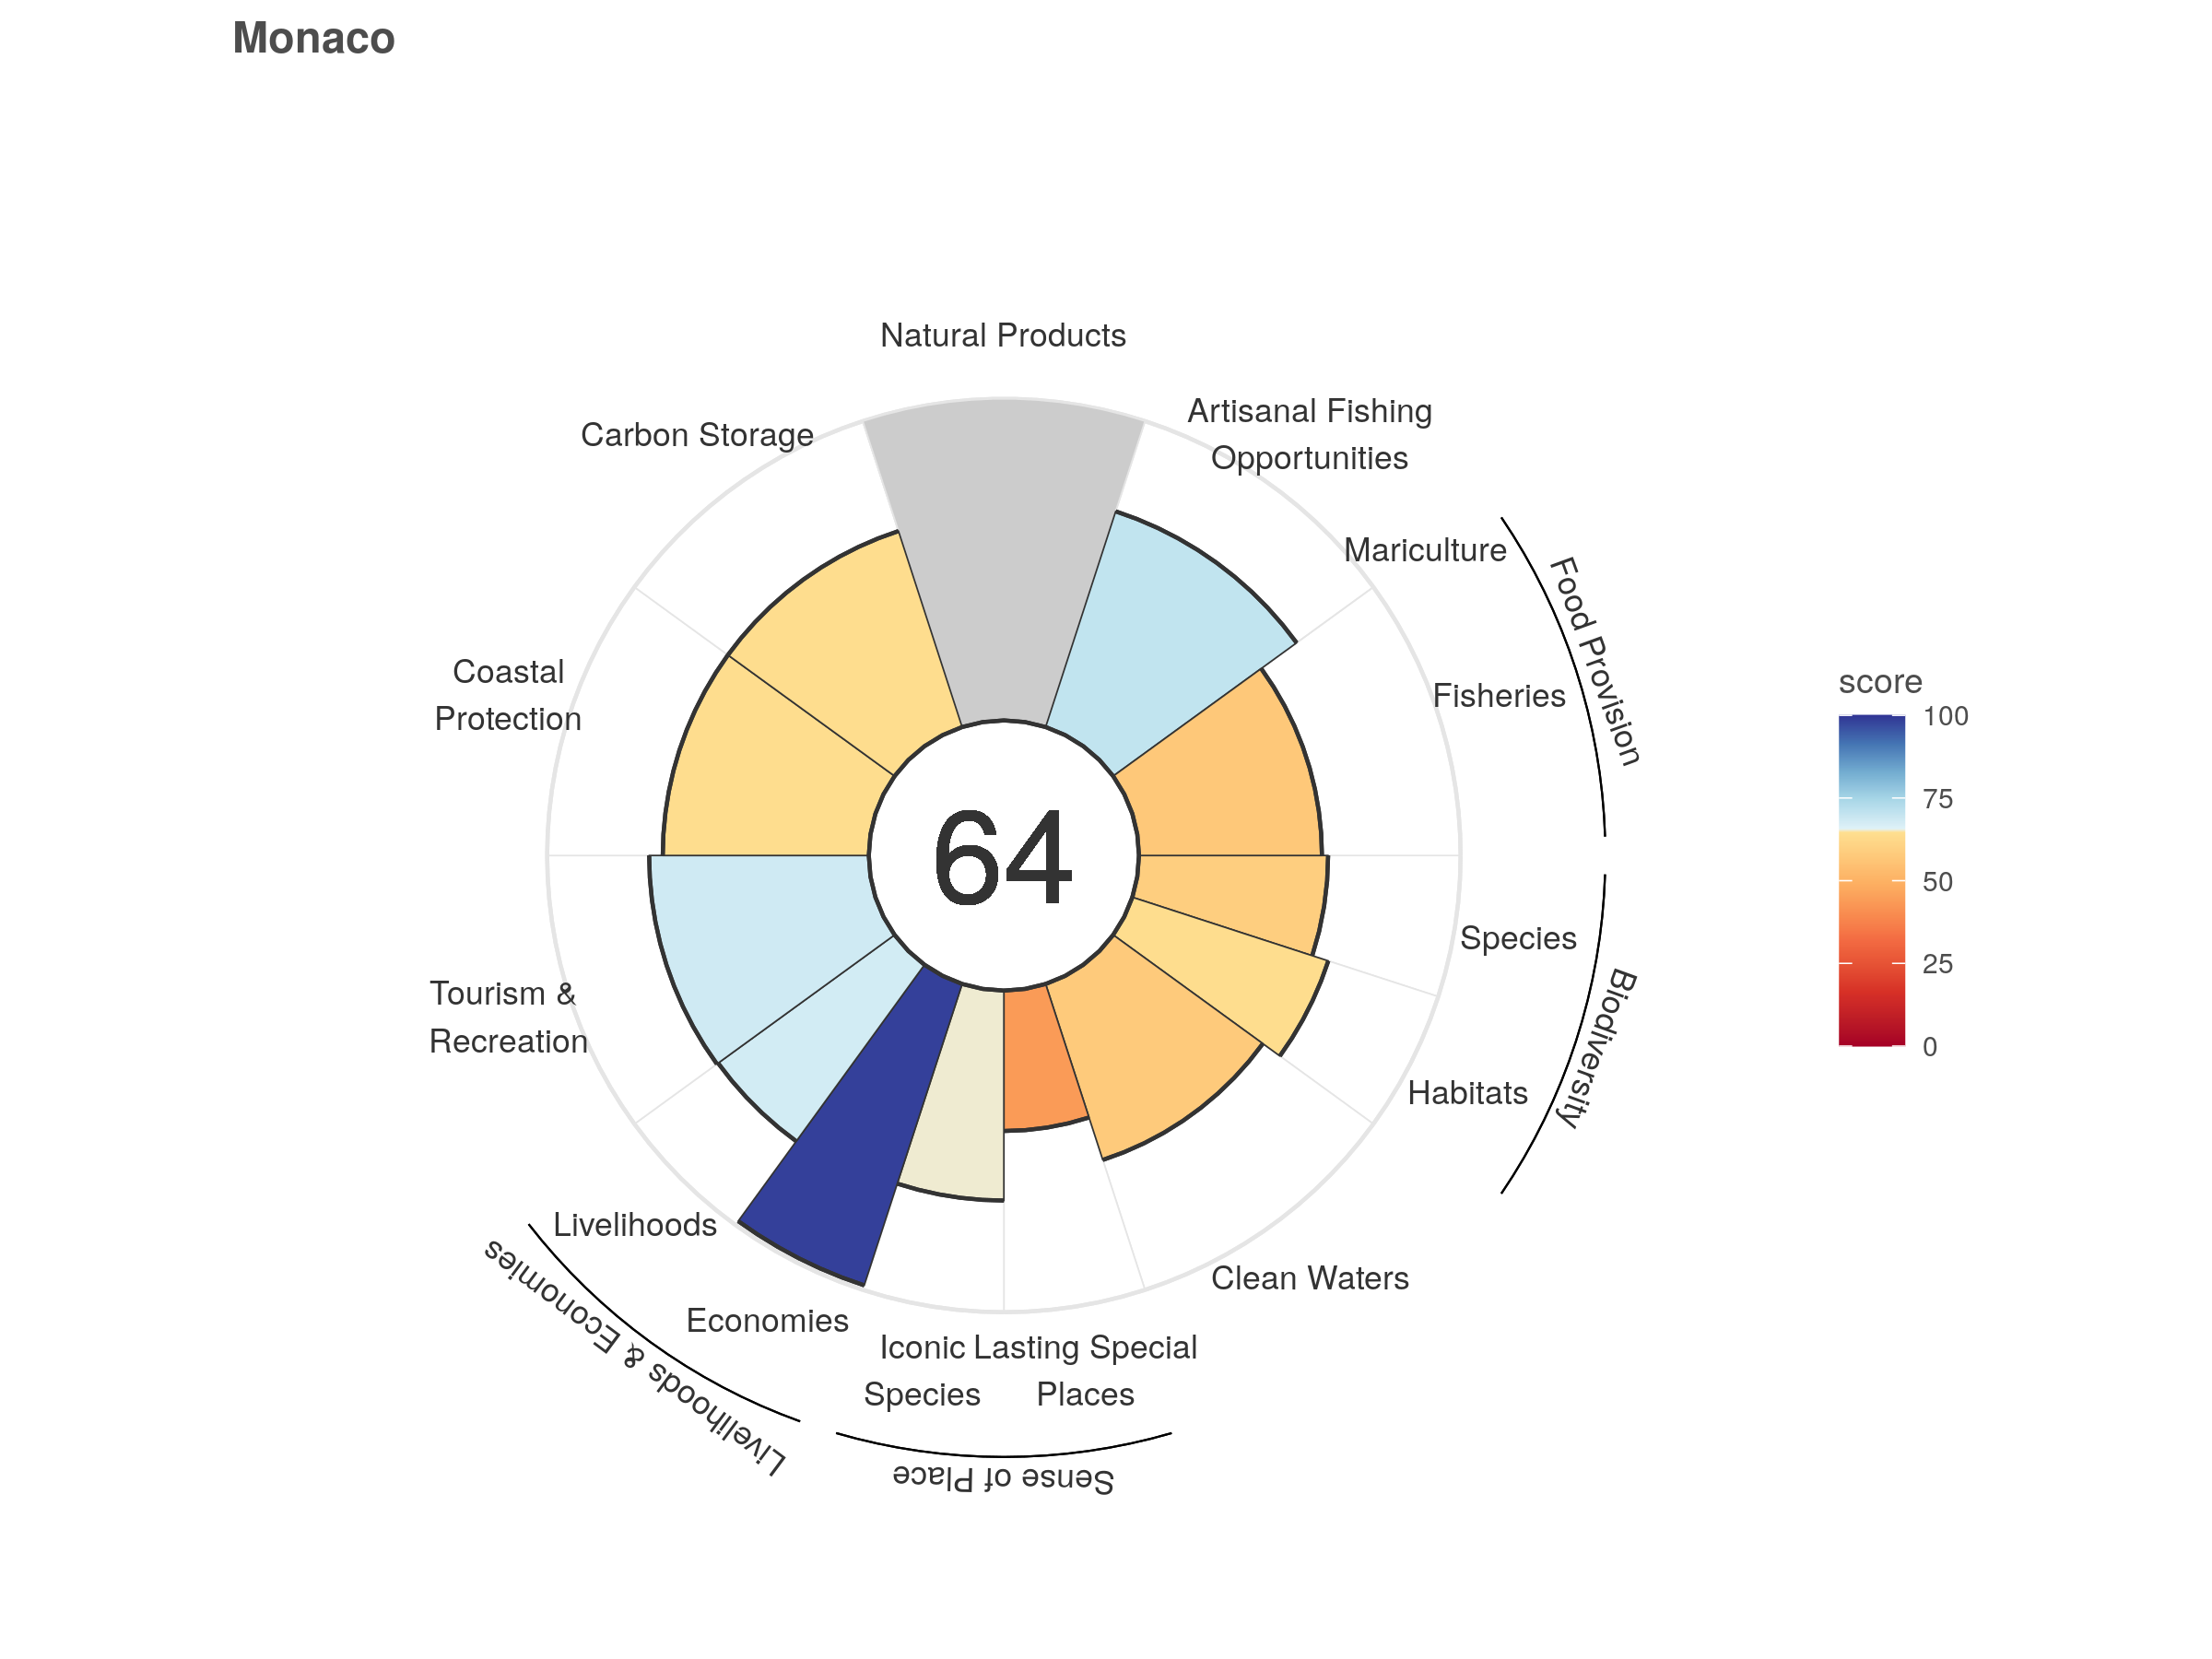 Monaco
Natural Products
Artisanal Fishing
Opportunities
Carbon Storage
Mariculture
Food Provision
Fisheries
Coastal
Protection
64
Species
Biodiversity
Habitats
Tourism &
Recreation
Livelihoods
Livelihoods & Economies
Economies
Clean Waters
Iconic
Species
Lasting Special
Places
Sense of Place
score
100
75
50
25
0